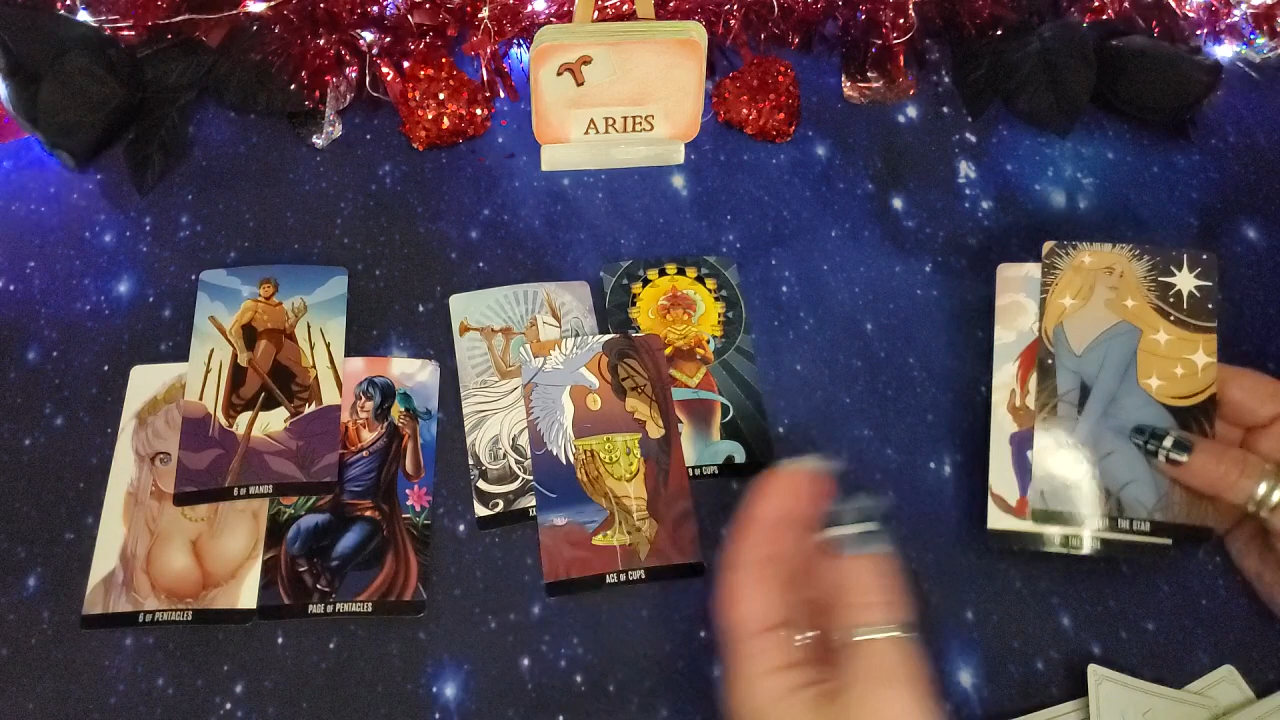 ARIES
6 OF WANDS
6 OF PENTACLES
PAGE OF PENTACLES
9 OF CUPS
ACE OF CUPS
THE STAR